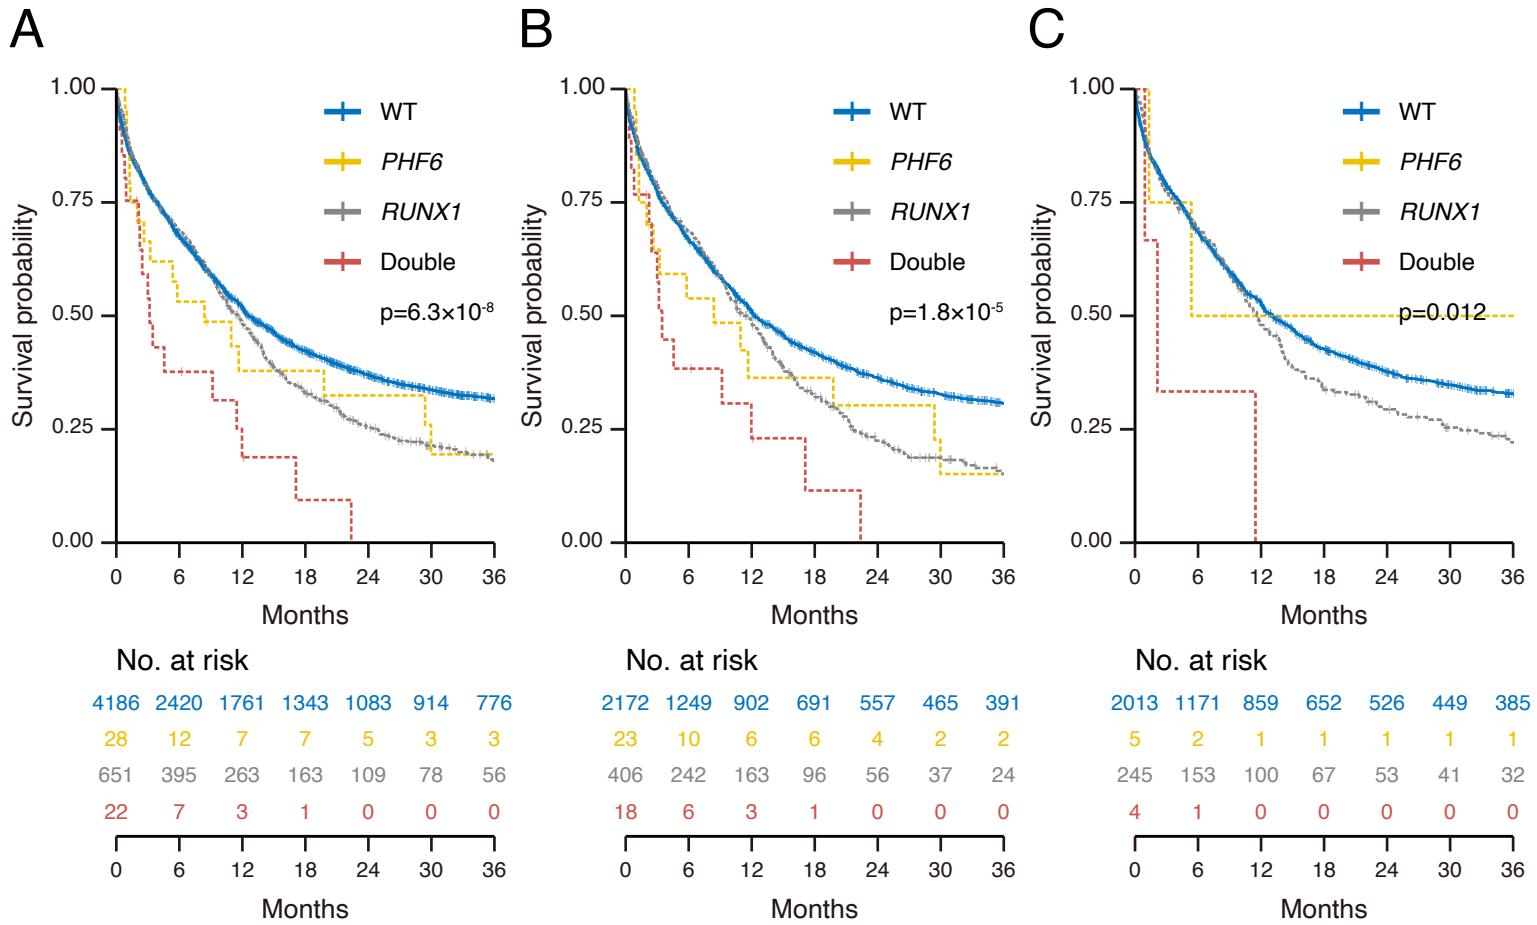 A
Survival probability
1.00
0.75
0.50
0.25
0.00
WT
PHF6
RUNX1
Double
p=6.3×10⁻⁸
0 6 12 18 24 30 36
Months
No. at risk
4186 2420 1761 1343 1083 914 776
28 12 7 7 5 3 3
651 395 263 163 109 78 56
22 7 3 1 0 0 0
0 6 12 18 24 30 36
Months
B
Survival probability
1.00
0.75
0.50
0.25
0.00
WT
PHF6
RUNX1
Double
p=1.8×10⁻⁵
0 6 12 18 24 30 36
Months
No. at risk
2172 1249 902 691 557 465 391
23 10 6 6 4 2 2
406 242 163 96 56 37 24
18 6 3 1 0 0 0
0 6 12 18 24 30 36
Months
C
Survival probability
1.00
0.75
0.50
0.25
0.00
WT
PHF6
RUNX1
Double
p=0.012
0 6 12 18 24 30 36
Months
No. at risk
2013 1171 859 652 526 449 385
5 2 1 1 1 1 1
245 153 100 67 53 41 32
4 1 0 0 0 0 0
0 6 12 18 24 30 36
Months